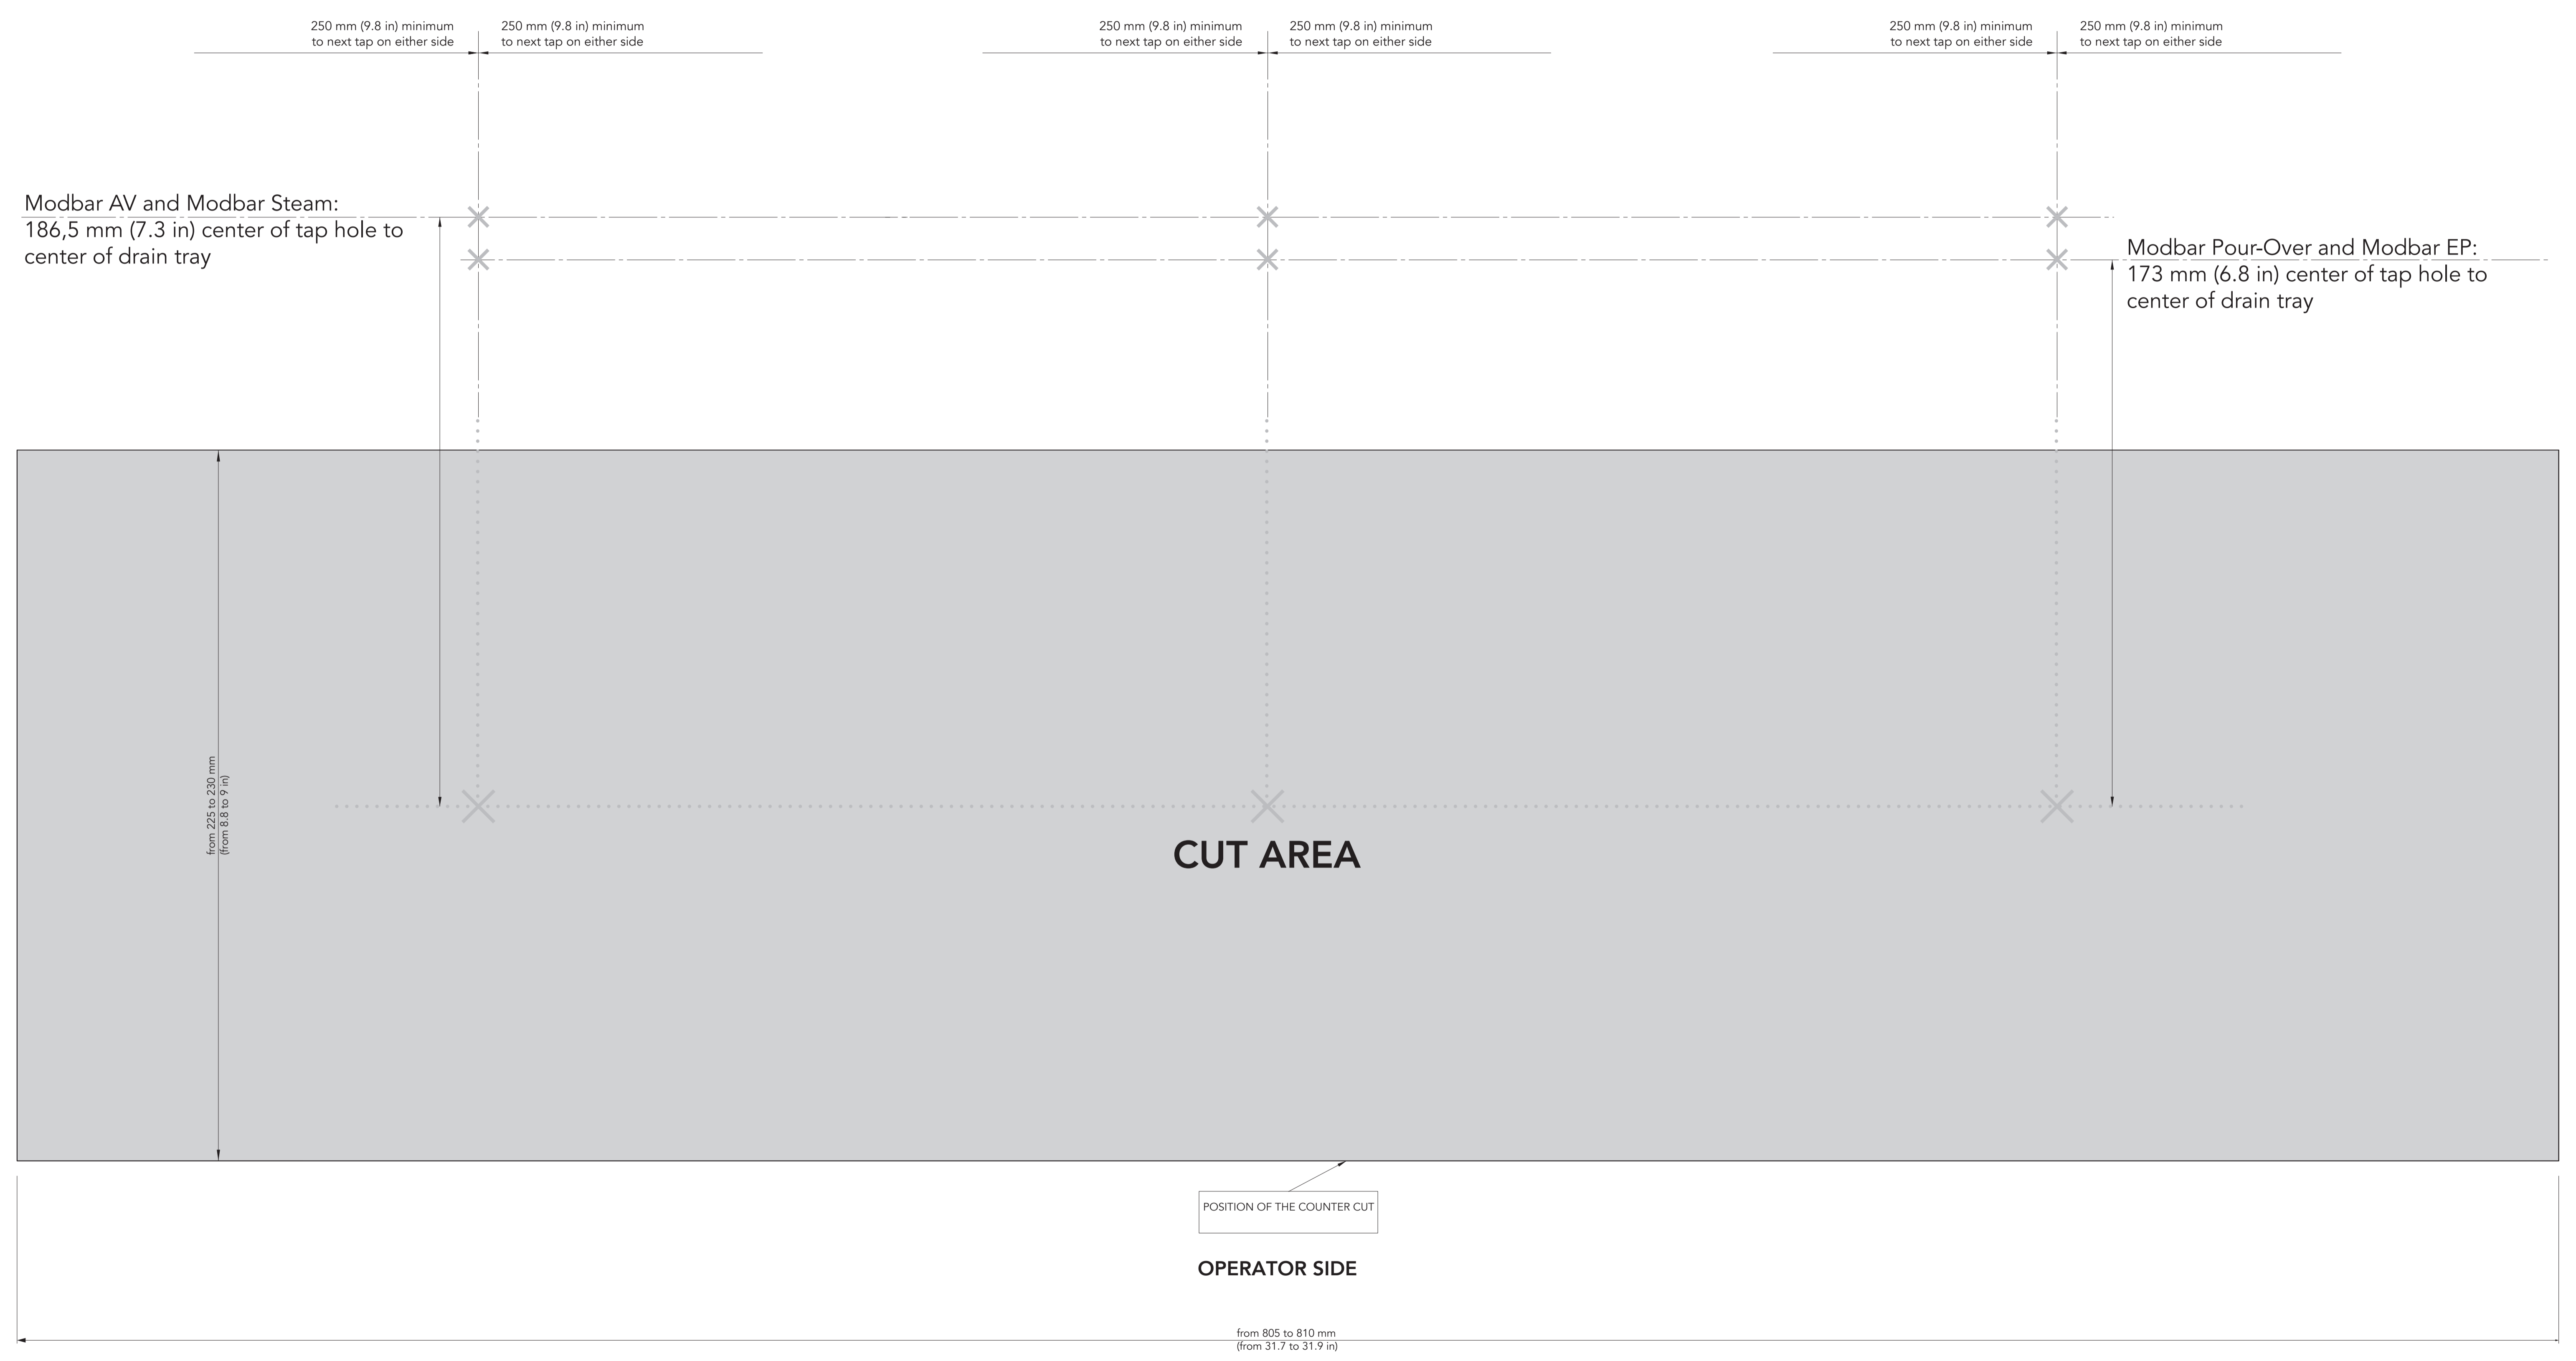 250 mm (9.8 in) minimum
to next tap on either side
250 mm (9.8 in) minimum
to next tap on either side
250 mm (9.8 in) minimum
to next tap on either side
250 mm (9.8 in) minimum
to next tap on either side
250 mm (9.8 in) minimum
to next tap on either side
250 mm (9.8 in) minimum
to next tap on either side
Modbar AV and Modbar Steam:
186,5 mm (7.3 in) center of tap hole to
center of drain tray
Modbar Pour-Over and Modbar EP:
173 mm (6.8 in) center of tap hole to
center of drain tray
from 225 to 230 mm
(from 8.8 to 9 in)
CUT AREA
POSITION OF THE COUNTER CUT
OPERATOR SIDE
from 805 to 810 mm
(from 31.7 to 31.9 in)